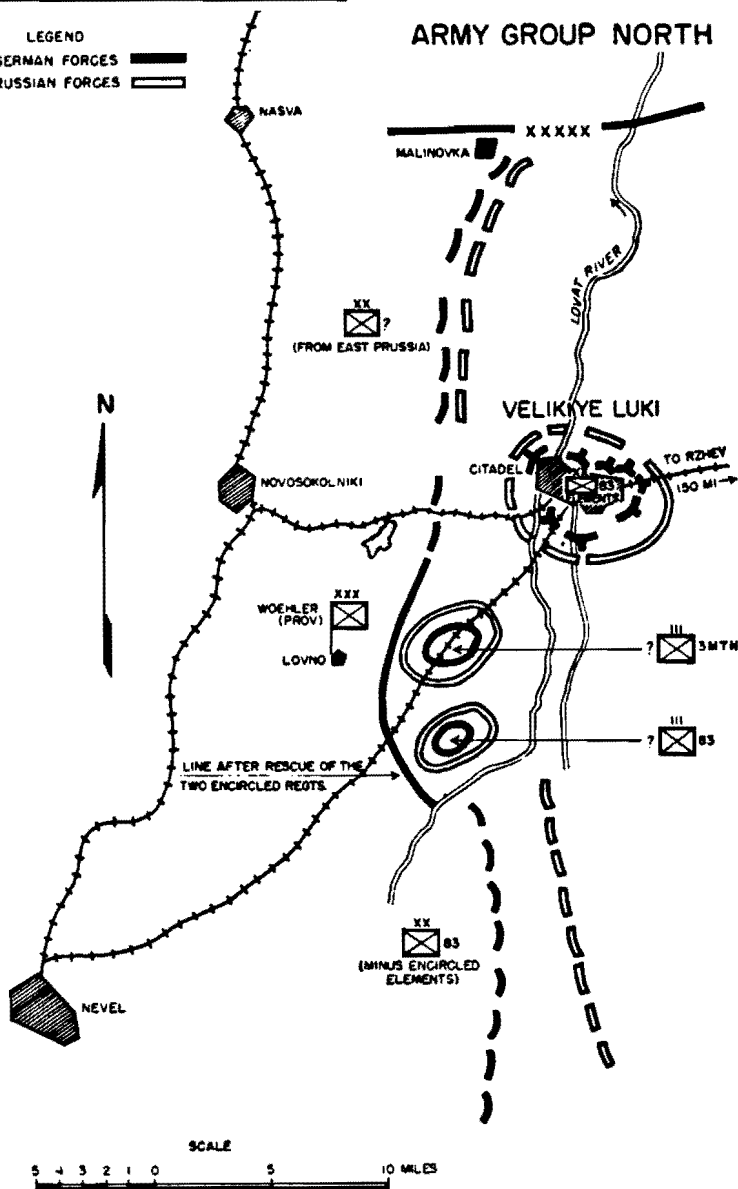 LEGEND
GERMAN FORCES
RUSSIAN FORCES
ARMY GROUP NORTH
NASVA
XXXXX
MALINOVKA
LOVAT RIVER
XX
?
(FROM EAST PRUSSIA)
N
VELIKIYE LUKI
CITADEL
TO RZHEV
150 MI
83
ELEMENTS
NOVOSOKOLNIKI
XXX
WOEHLER
(PROV)
LOVNO
III
? 3 MTN
III
? 83
LINE AFTER RESCUE OF THE
TWO ENCIRCLED REGTS.
XX
83
(MINUS ENCIRCLED
ELEMENTS)
NEVEL
SCALE
5 4 3 2 1 0 5 10 MILES